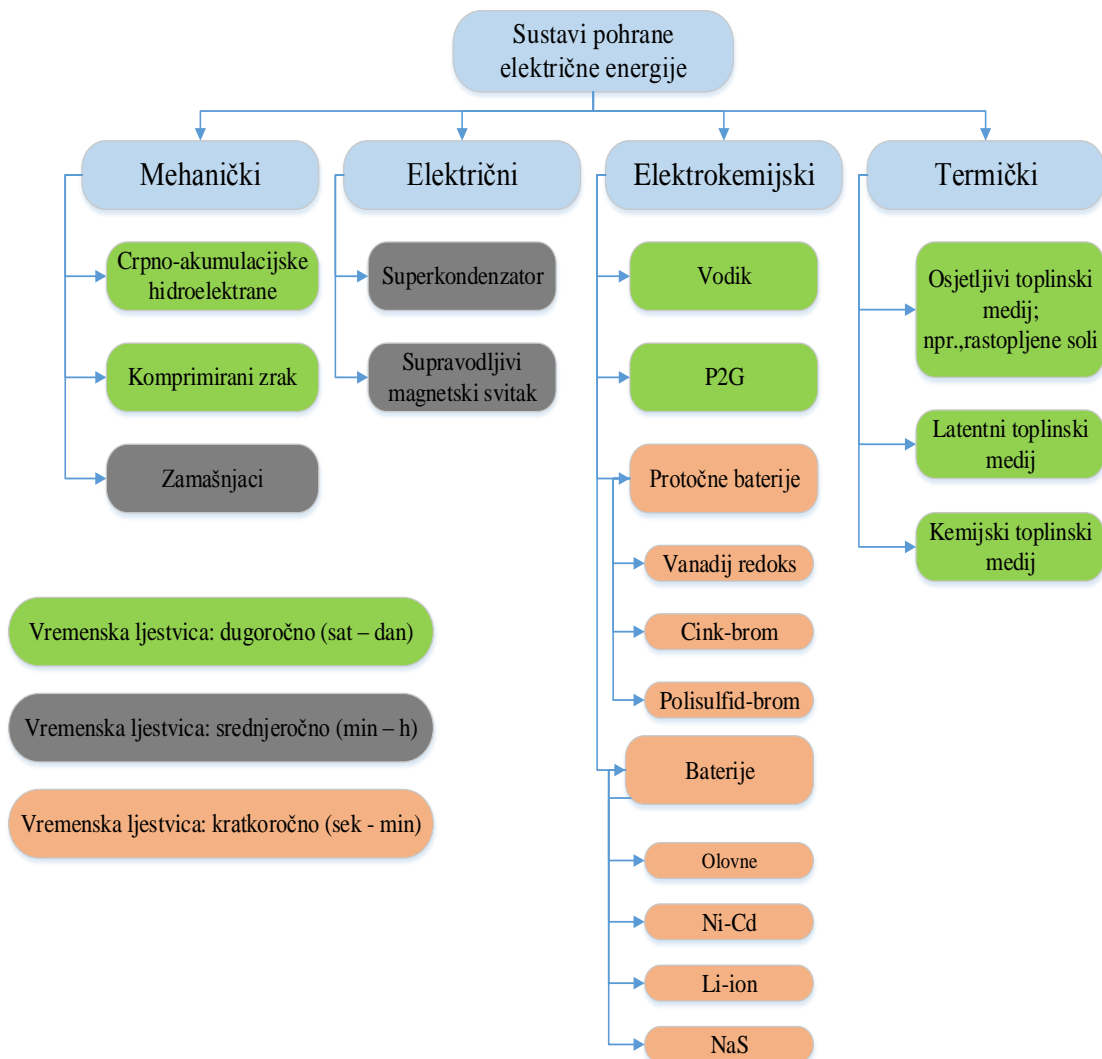 Sustavi pohrane
električne energije
Mehanički
Električni
Elektrokemijski
Termički
Crpno-akumulacijske
hidroelektrane
Komprimirani zrak
Zamašnjaci
Superkondenzator
Supravodljivi
magnetski svitak
Vodik
P2G
Protočne baterije
Vanadij redoks
Cink-brom
Polisulfid-brom
Baterije
Olovne
Ni-Cd
Li-ion
NaS
Osjetljivi toplinski
medij;
npr.,rastopljene soli
Latentni toplinski
medij
Kemijski toplinski
medij
Vremenska ljestvica: dugoročno (sat – dan)
Vremenska ljestvica: srednjeročno (min – h)
Vremenska ljestvica: kratkoročno (sek - min)